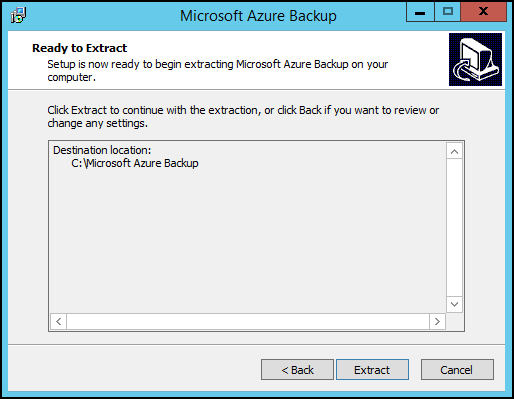 Microsoft Azure Backup
Ready to Extract
Setup is now ready to begin extracting Microsoft Azure Backup on your
computer.
Click Extract to continue with the extraction, or click Back if you want to review or
change any settings.
Destination location:
C:\Microsoft Azure Backup
< Back
Extract
Cancel